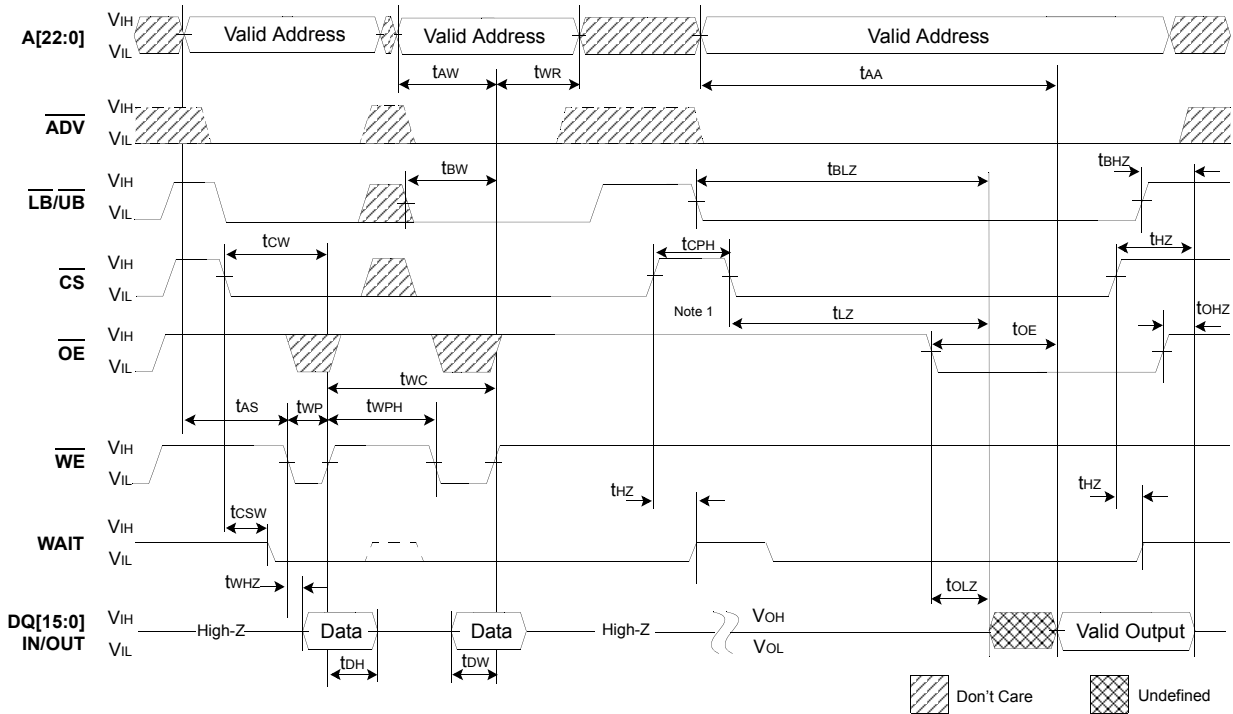 A[22:0] VIH VIL Valid Address Valid Address Valid Address
tAW tWR tAA
ADV VIH VIL
LB/UB VIH VIL tBW tBLZ tBHZ
CS VIH VIL tCW tCPH tHZ
Note 1 tLZ tOHZ
OE VIH VIL tOE
tWC
tAS tWP tWPH
WE VIH VIL
tHZ tHZ
WAIT VIH VIL tCSW
tWHZ tOLZ
DQ[15:0] IN/OUT VIH VIL High-Z Data Data High-Z VOH VOL Valid Output
tDH tDW
Don't Care Undefined